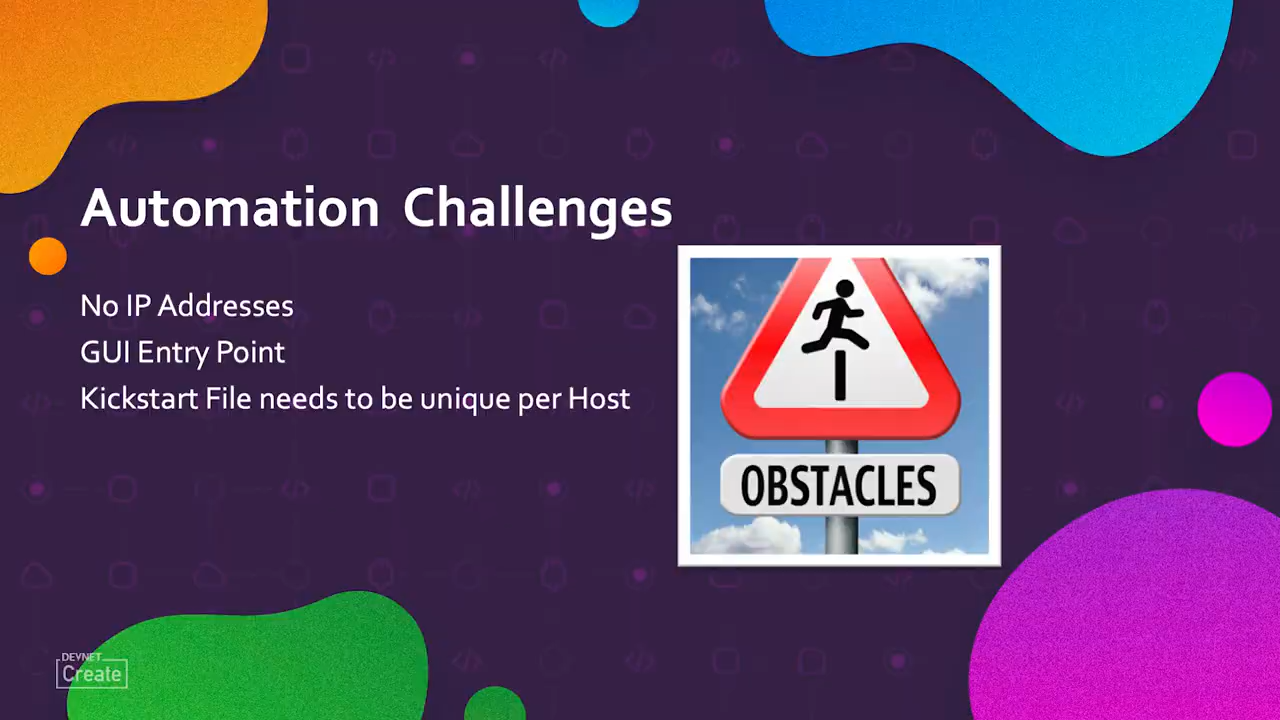 Automation Challenges
No IP Addresses
GUI Entry Point
Kickstart File needs to be unique per Host
OBSTACLES
DEVNET
Create